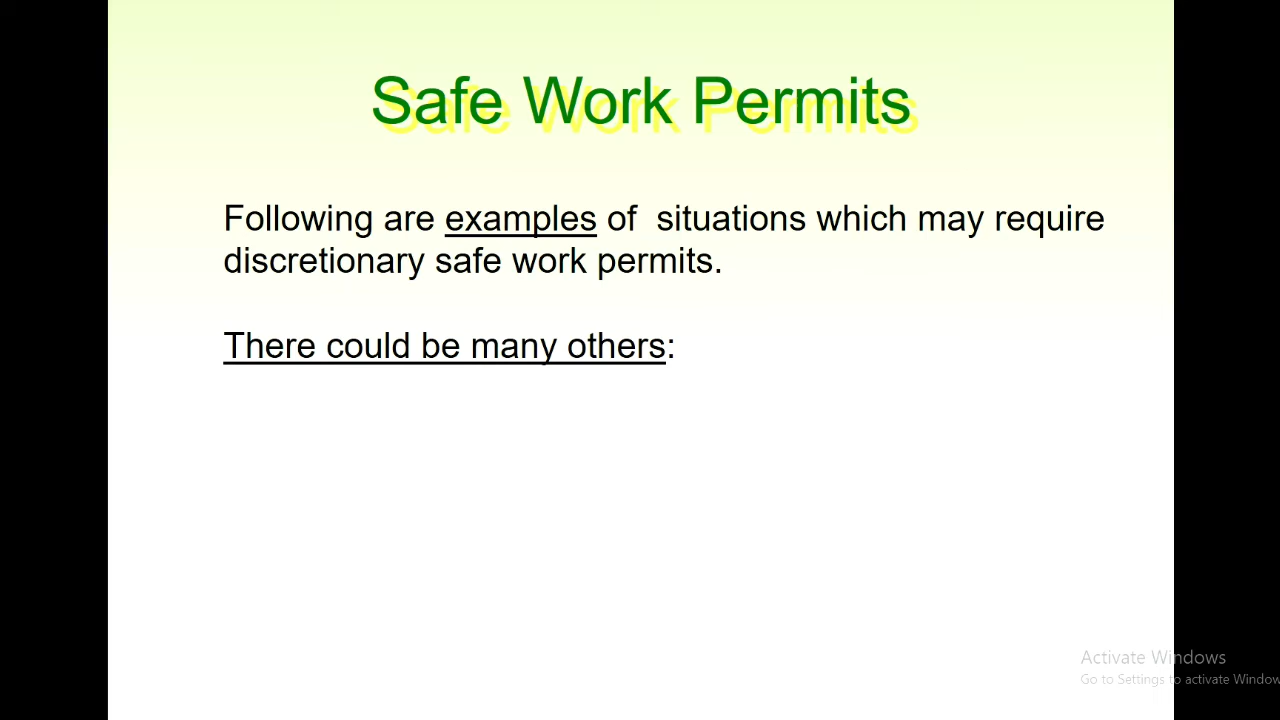 Safe Work Permits
Following are examples of situations which may require
discretionary safe work permits.
There could be many others:
Activate Windows
Go to Settings to activate Window